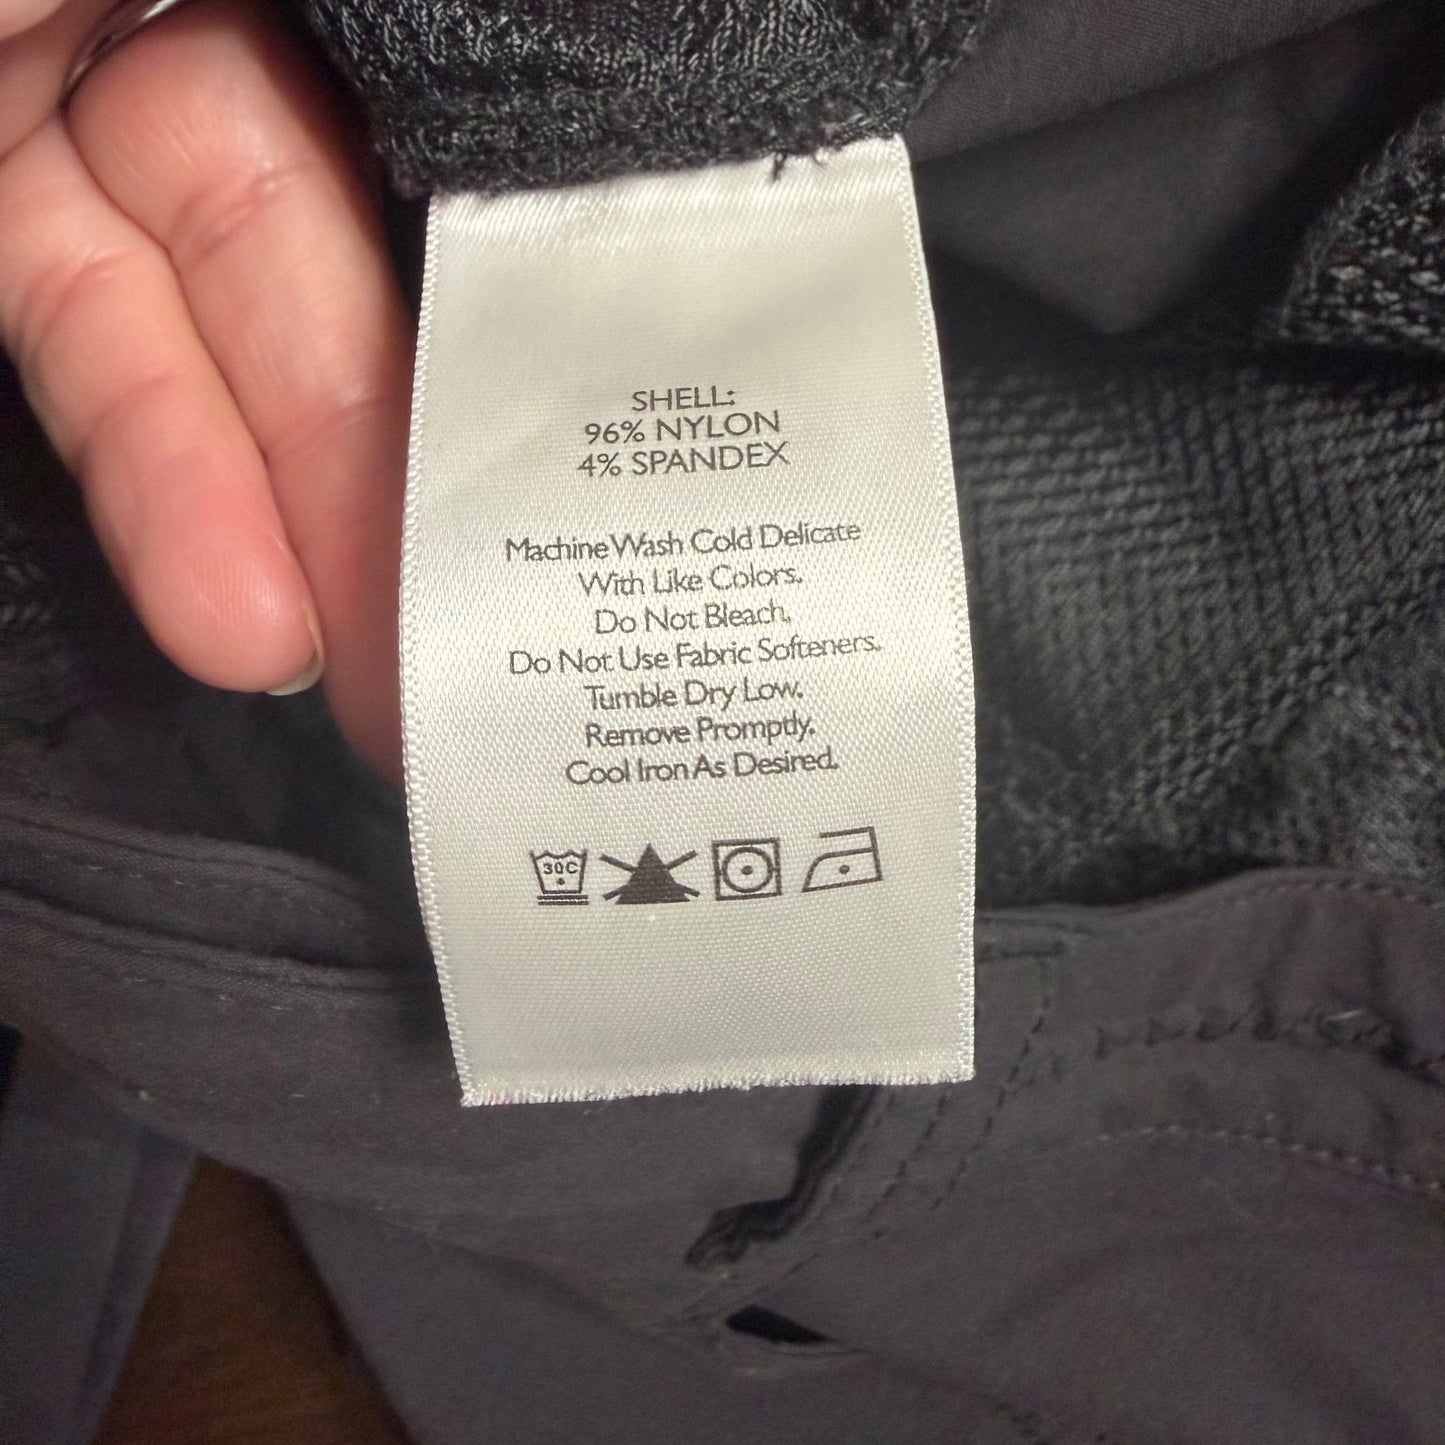 SHELL:
96% NYLON
4% SPANDEX
Machine Wash Cold Delicate
With Like Colors.
Do Not Bleach.
Do Not Use Fabric Softeners.
Tumble Dry Low.
Remove Promptly.
Cool Iron As Desired.
30C